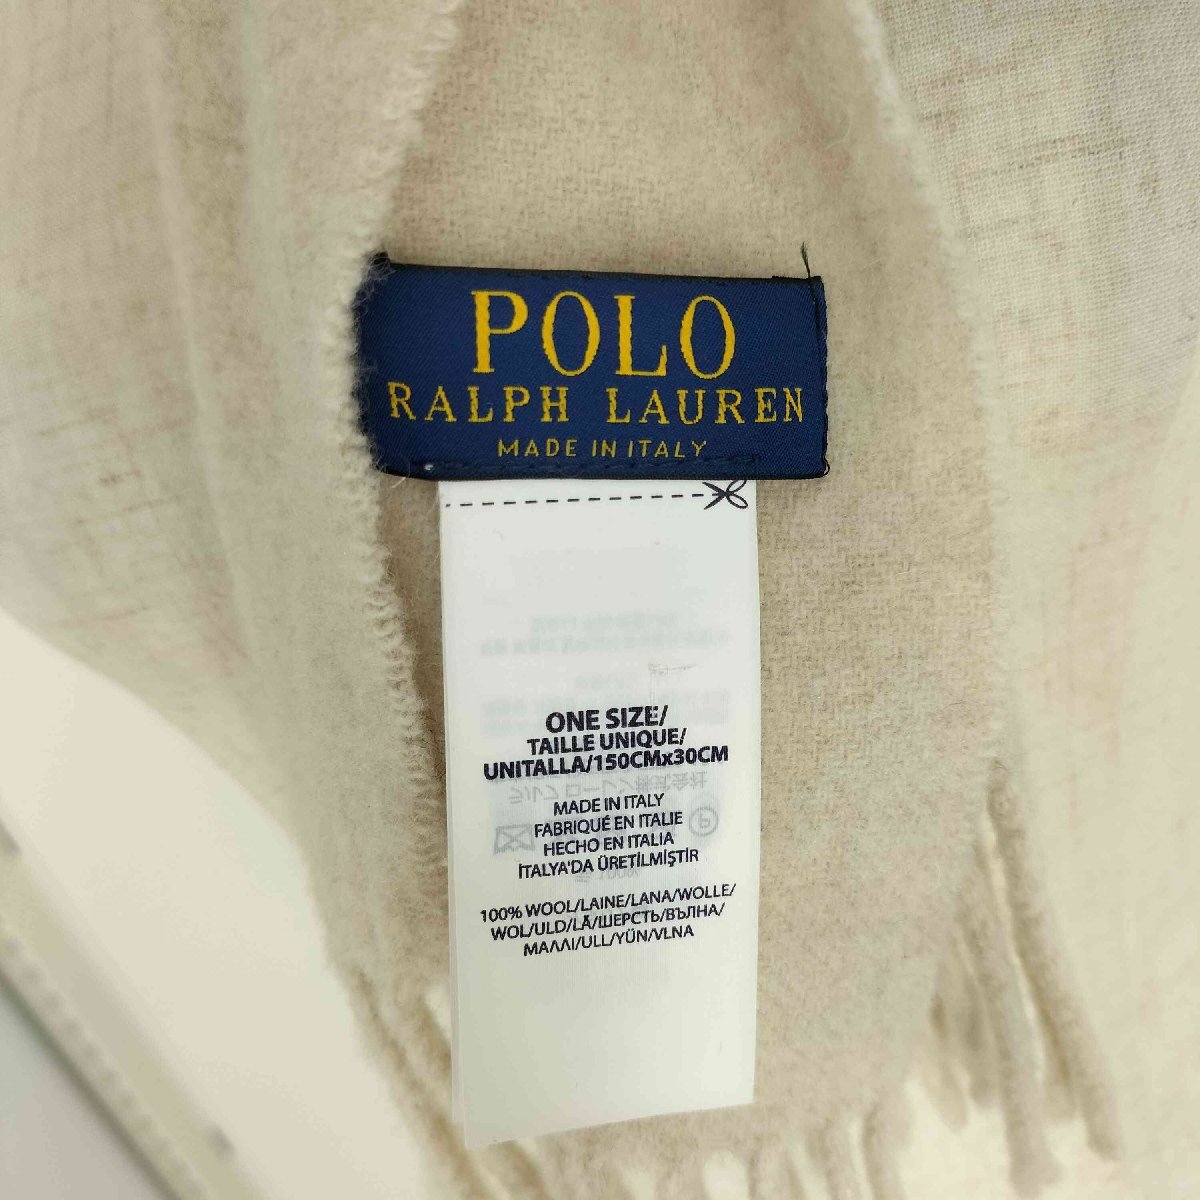 POLO
RALPH LAUREN
MADE IN ITALY
ONE SIZE/
TAILLE UNIQUE/
UNITALLA/150CMx30CM
MADE IN ITALY
FABRIQUÉ EN ITALIE
HECHO EN ITALIA
İTALYA'DA ÜRETİLMİŞTİR
100% WOOL/LAINE/LANA/WOLLE/
WOL/ULD/LÃ/ШЕРСТЬ/ВЪЛНА/
ΜΑΛΛΙ/ULL/YÜN/VLNA